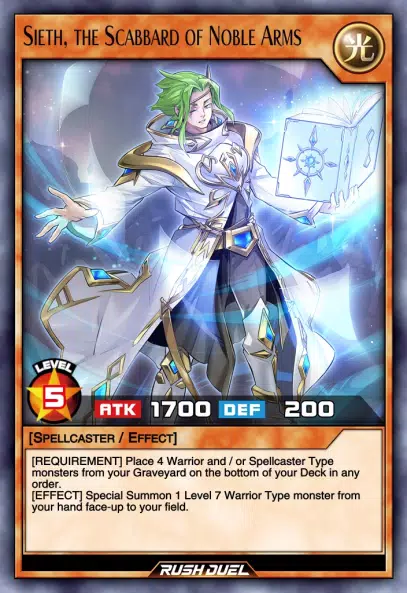 Sieth, the Scabbard of Noble Arms
光
LEVEL
5
ATK 1700 DEF 200
[Spellcaster / Effect]
[REQUIREMENT] Place 4 Warrior and / or Spellcaster Type
monsters from your Graveyard on the bottom of your Deck in any
order.
[EFFECT] Special Summon 1 Level 7 Warrior Type monster from
your hand face-up to your field.
RUSH DUEL